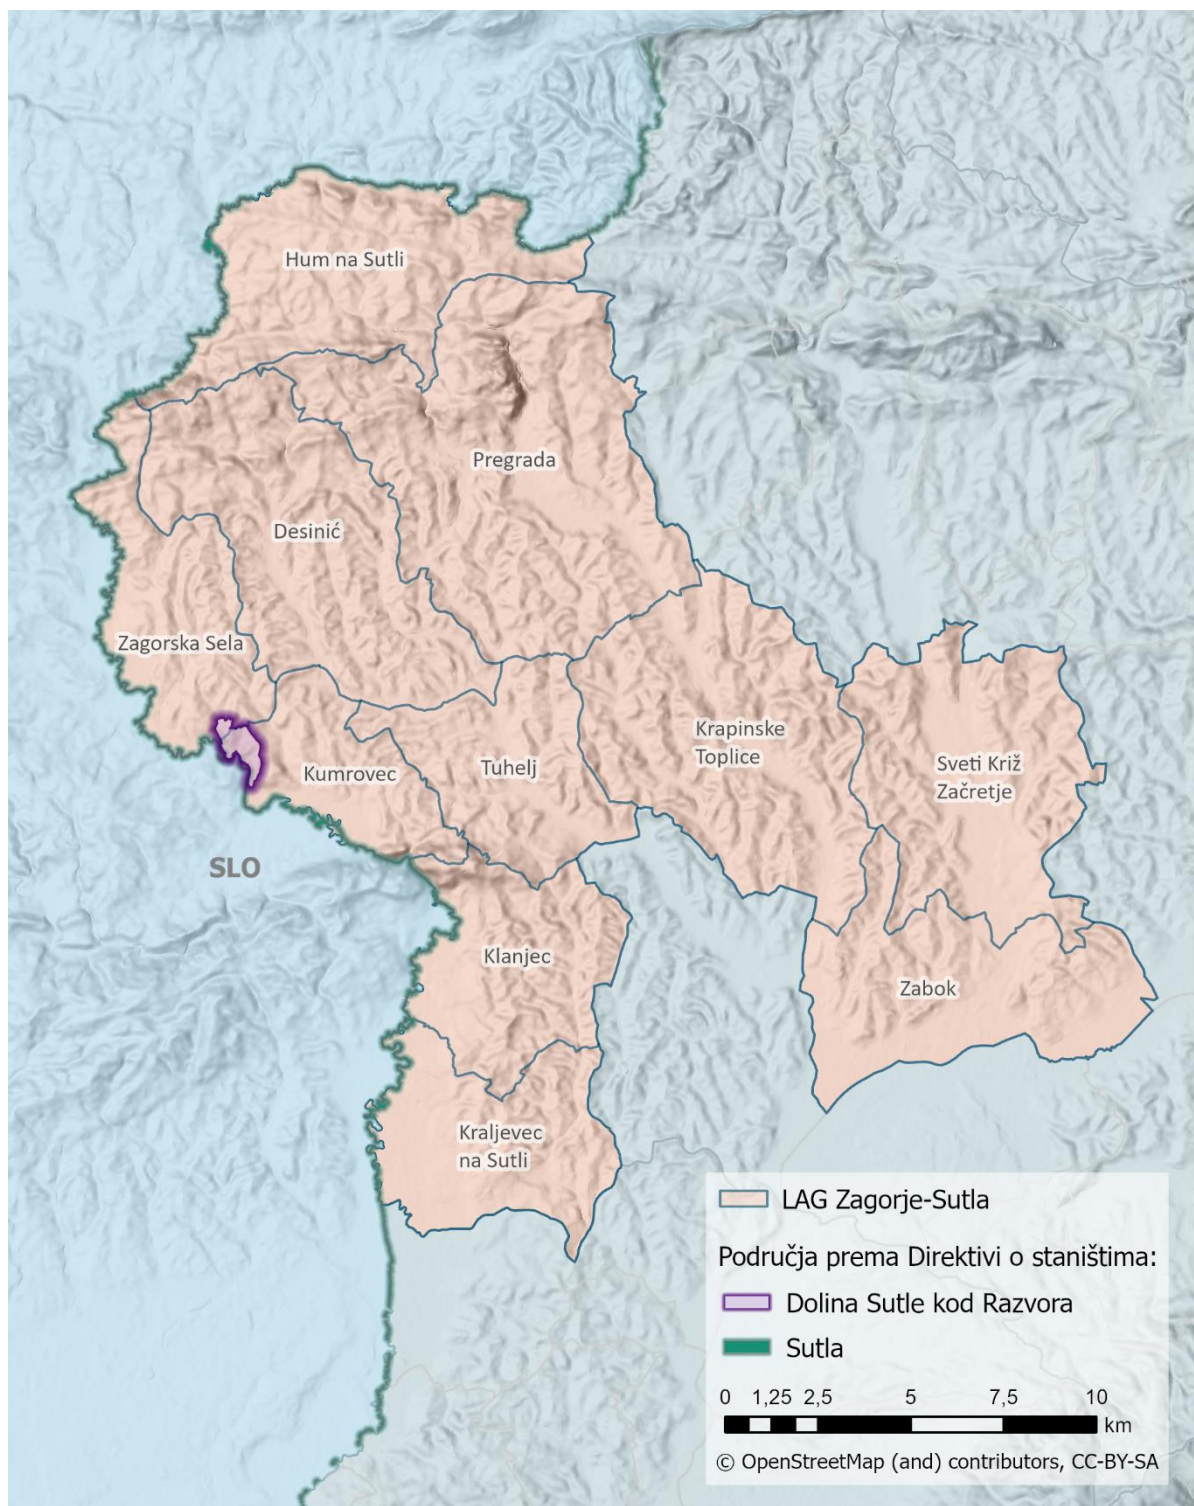 Hum na Sutli
Pregrada
Desinić
Zagorska Sela
Krapinske
Toplice
Kumrovec
Tuhelj
Sveti Križ
Začretje
SLO
Klanjec
Zabok
Kraljevec
na Sutli
LAG Zagorje-Sutla
Područja prema Direktivi o staništima:
Dolina Sutle kod Razvora
Sutla
0 1,25 2,5 5 7,5 10
km
© OpenStreetMap (and) contributors, CC-BY-SA